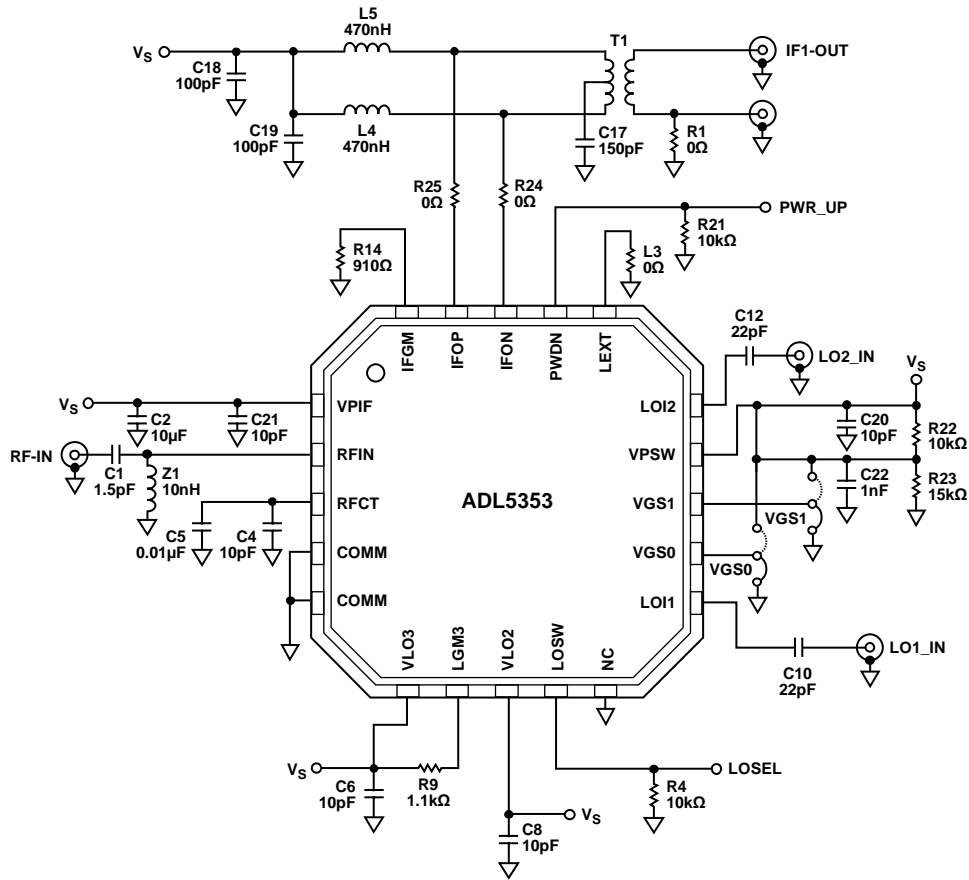 L5
470nH
VS
C18
100pF
T1
IF1-OUT
C19
100pF
L4
470nH
C17
150pF
R1
0Ω
R25
0Ω
R24
0Ω
PWR_UP
R21
10kΩ
R14
910Ω
L3
0Ω
C12
22pF
LO2_IN
IFGM
IFOP
IFON
PWDN
LEXT
VS
VS
C2
10µF
C21
10pF
VPIF
LOI2
C20
10pF
R22
10kΩ
RF-IN
C1
1.5pF
Z1
10nH
RFIN
VPSW
C22
1nF
R23
15kΩ
RFCT
ADL5353
VGS1
VGS1
C5
0.01µF
C4
10pF
COMM
VGS0
VGS0
COMM
LOI1
VLO3
LGM3
VLO2
LOSW
NC
LO1_IN
C10
22pF
VS
C6
10pF
R9
1.1kΩ
LOSEL
R4
10kΩ
VS
C8
10pF